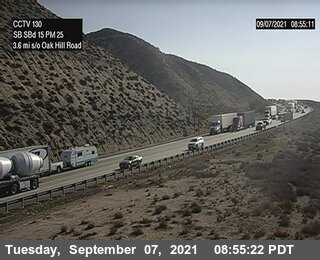 CCTV 130
SB SBd 15 PM 25
3.6 mi s/o Oak Hill Road
09/07/2021 08:55:11
Tuesday, September 07, 2021 08:55:22 PDT